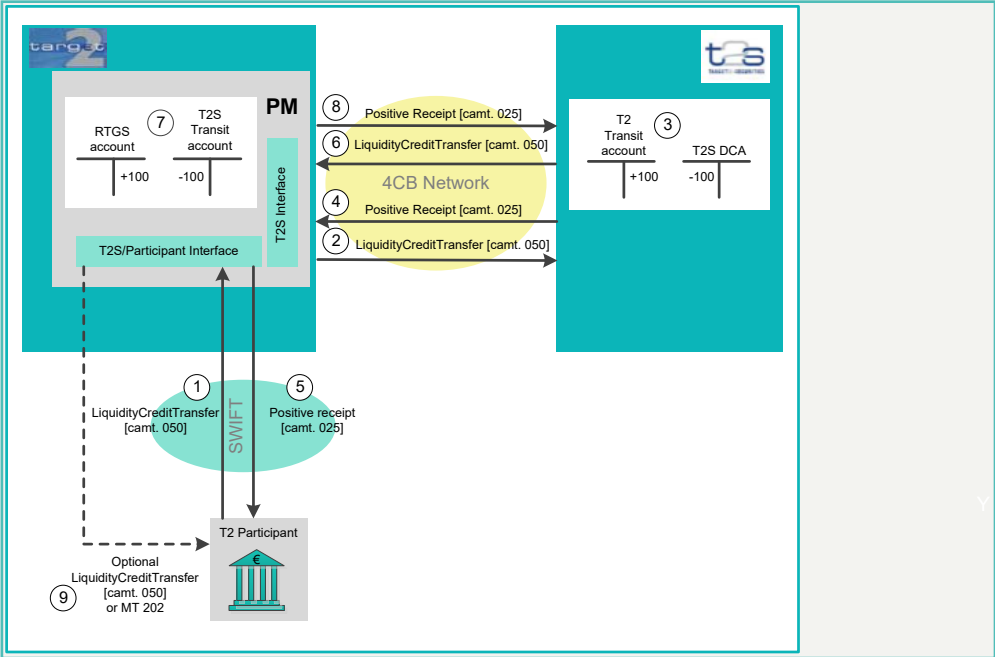 target
2
t2s
PM
RTGS
account
7
T2S
Transit
account
+100
-100
T2S Interface
T2S/Participant Interface
8
Positive Receipt [camt. 025]
6
LiquidityCreditTransfer [camt. 050]
4CB Network
4
Positive Receipt [camt. 025]
2
LiquidityCreditTransfer [camt. 050]
T2
Transit
account
3
T2S DCA
+100
-100
1
LiquidityCreditTransfer
[camt. 050]
SWIFT
5
Positive receipt
[camt. 025]
T2 Participant
€
Optional
LiquidityCreditTransfer
[camt. 050]
or MT 202
9
Y